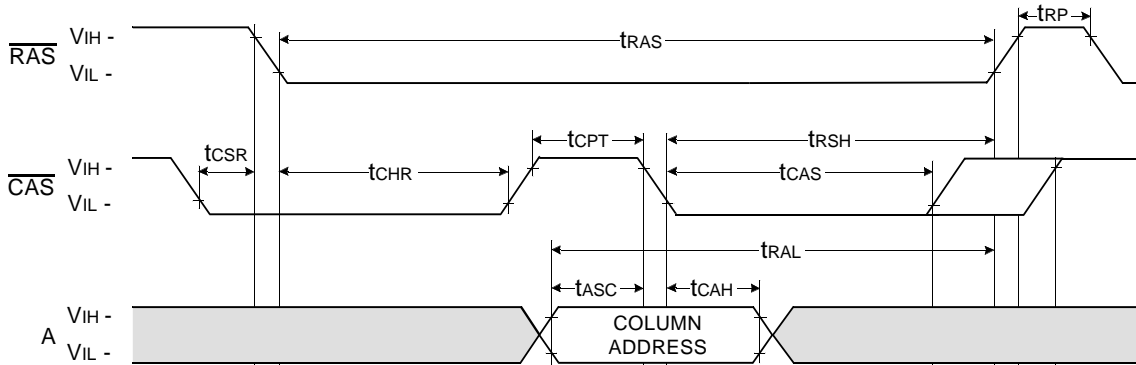 RAS
VIH -
VIL -
tRAS
tRP
CAS
VIH -
VIL -
tCSR
tCHR
tCPT
tRSH
tCAS
tRAL
tASC
tCAH
A
VIH -
VIL -
COLUMN
ADDRESS